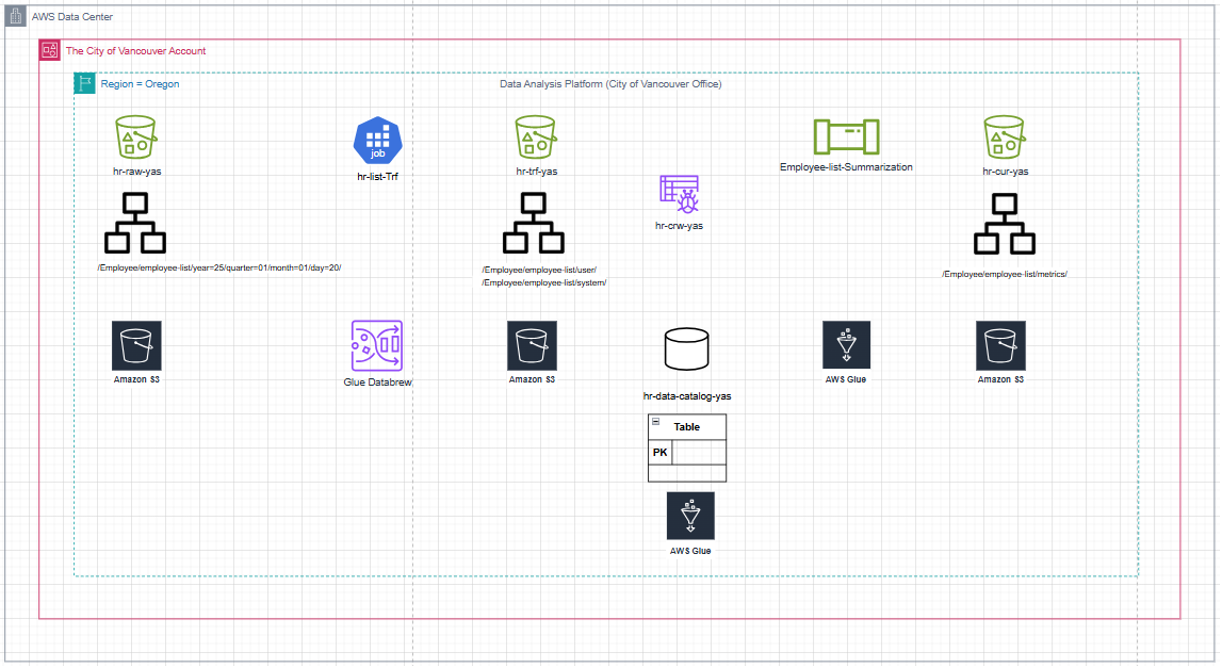 AWS Data Center
The City of Vancouver Account
Region = Oregon
Data Analysis Platform (City of Vancouver Office)
hr-raw-yas
job
hr-list-Trf
hr-trf-yas
hr-crw-yas
Employee-list-Summarization
hr-cur-yas
/Employee/employee-list/year=25/quarter=01/month=01/day=20/
/Employee/employee-list/user/
/Employee/employee-list/system/
/Employee/employee-list/metrics/
Amazon S3
Glue Databrew
Amazon S3
hr-data-catalog-yas
AWS Glue
Amazon S3
Table
PK
AWS Glue